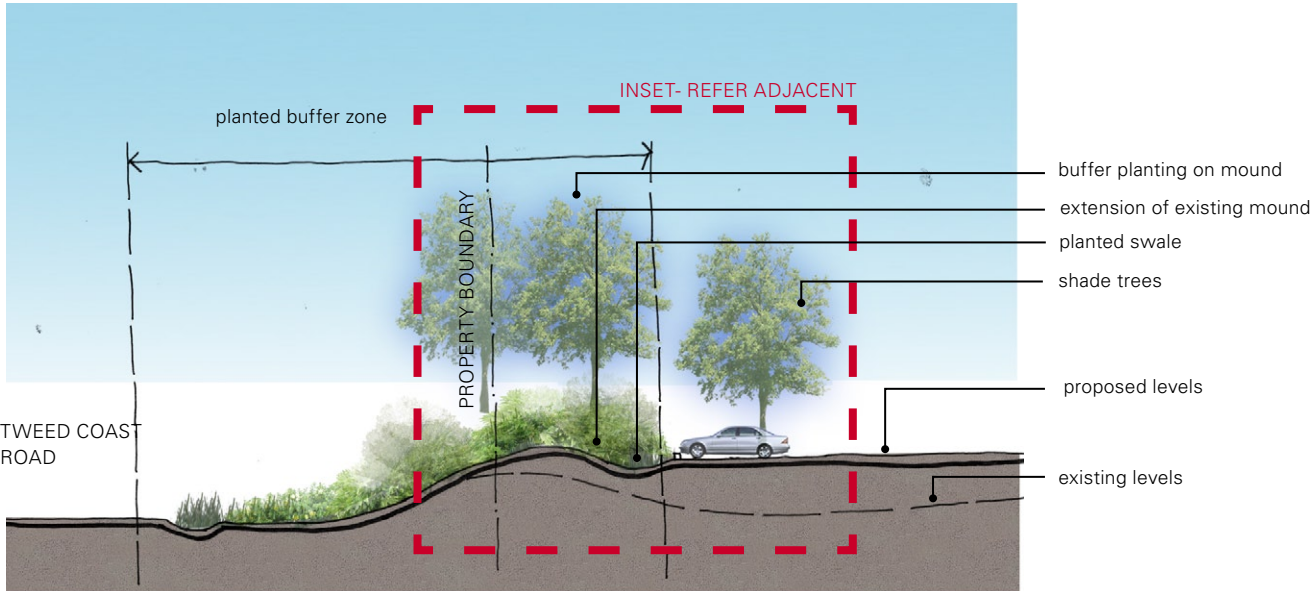 INSET- REFER ADJACENT
planted buffer zone
buffer planting on mound
PROPERTY BOUNDARY
extension of existing mound
planted swale
shade trees
proposed levels
TWEED COAST
ROAD
existing levels